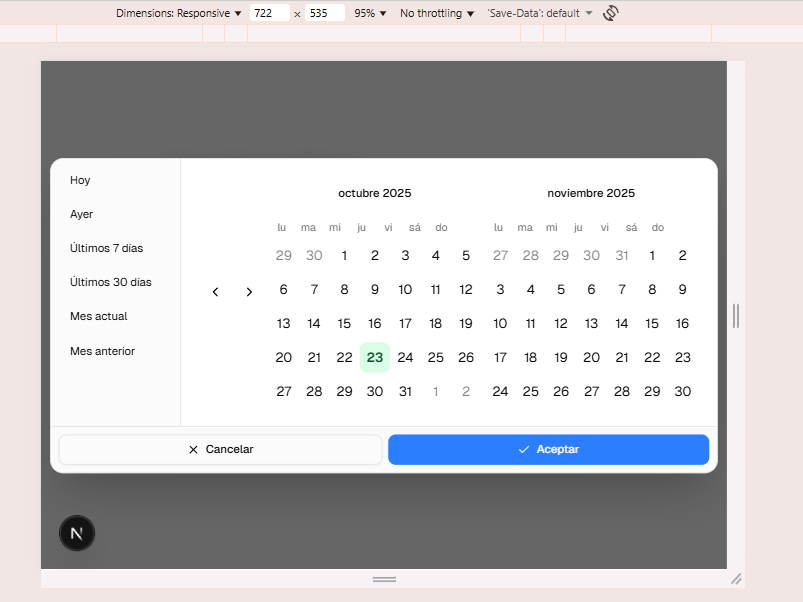 Dimensions: Responsive 722 × 535 95% No throttling 'Save-Data': default
Hoy
Ayer
Últimos 7 días
Últimos 30 días
Mes actual
Mes anterior
octubre 2025
lu ma mi ju vi sá do
29 30 1 2 3 4 5
6 7 8 9 10 11 12
13 14 15 16 17 18 19
20 21 22 23 24 25 26
27 28 29 30 31 1 2
noviembre 2025
lu ma mi ju vi sá do
27 28 29 30 31 1 2
3 4 5 6 7 8 9
10 11 12 13 14 15 16
17 18 19 20 21 22 23
24 25 26 27 28 29 30
Cancelar
Aceptar
N